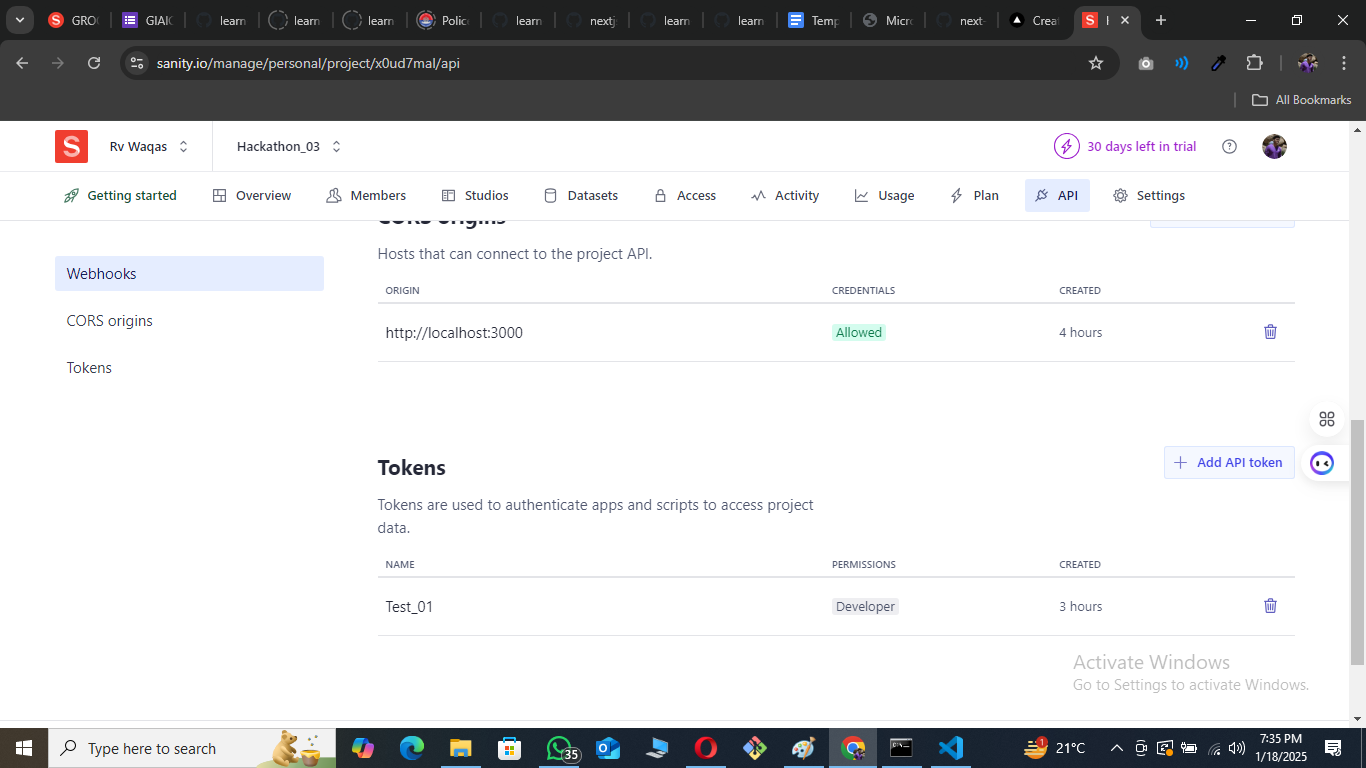 GRO
GIAIC
learn
learn
learn
Polic
learn
nextj
learn
learn
Temp
Micro
next-
Creat
sanity.io/manage/personal/project/x0ud7mal/api
All Bookmarks
S
Rv Waqas
Hackathon_03
30 days left in trial
Getting started
Overview
Members
Studios
Datasets
Access
Activity
Usage
Plan
API
Settings
CORS origins
Hosts that can connect to the project API.
Webhooks
CORS origins
Tokens
ORIGIN CREDENTIALS CREATED
http://localhost:3000 Allowed 4 hours
Tokens
Add API token
Tokens are used to authenticate apps and scripts to access project
data.
NAME PERMISSIONS CREATED
Test_01 Developer 3 hours
Activate Windows
Go to Settings to activate Windows.
Type here to search
35
1
21°C
7:35 PM
1/18/2025